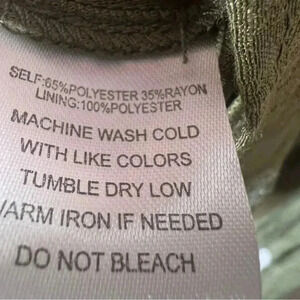 SELF:65%POLYESTER 35%RAYON
LINING:100%POLYESTER
MACHINE WASH COLD
WITH LIKE COLORS
TUMBLE DRY LOW
ARM IRON IF NEEDED
DO NOT BLEACH